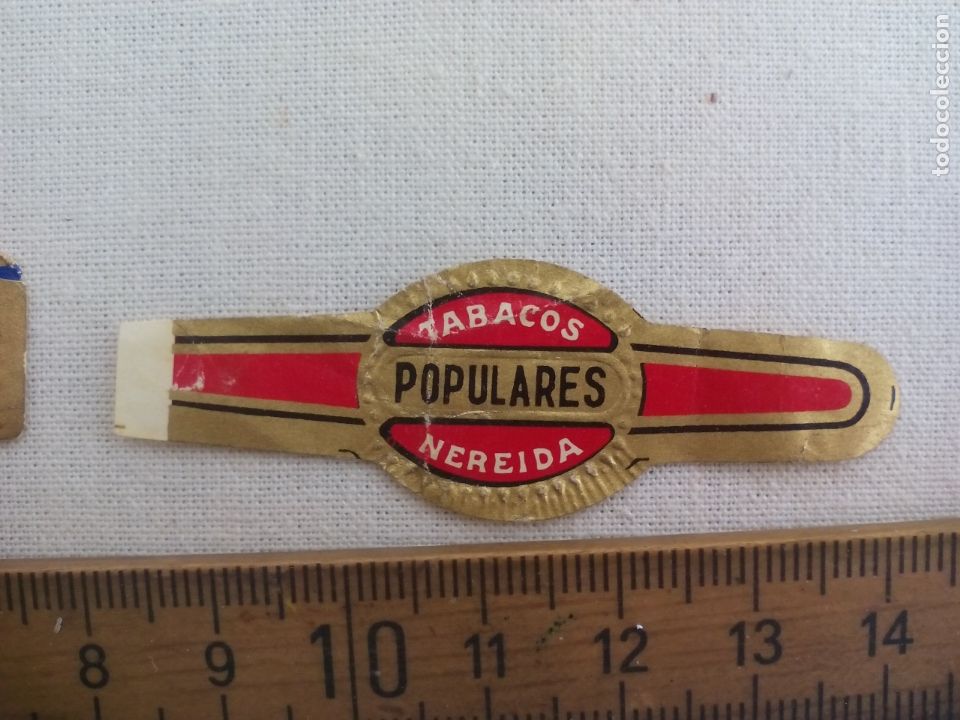 todocoleccion
TABACOS
POPULARES
NEREIDA
8 9 10 11 12 13 14